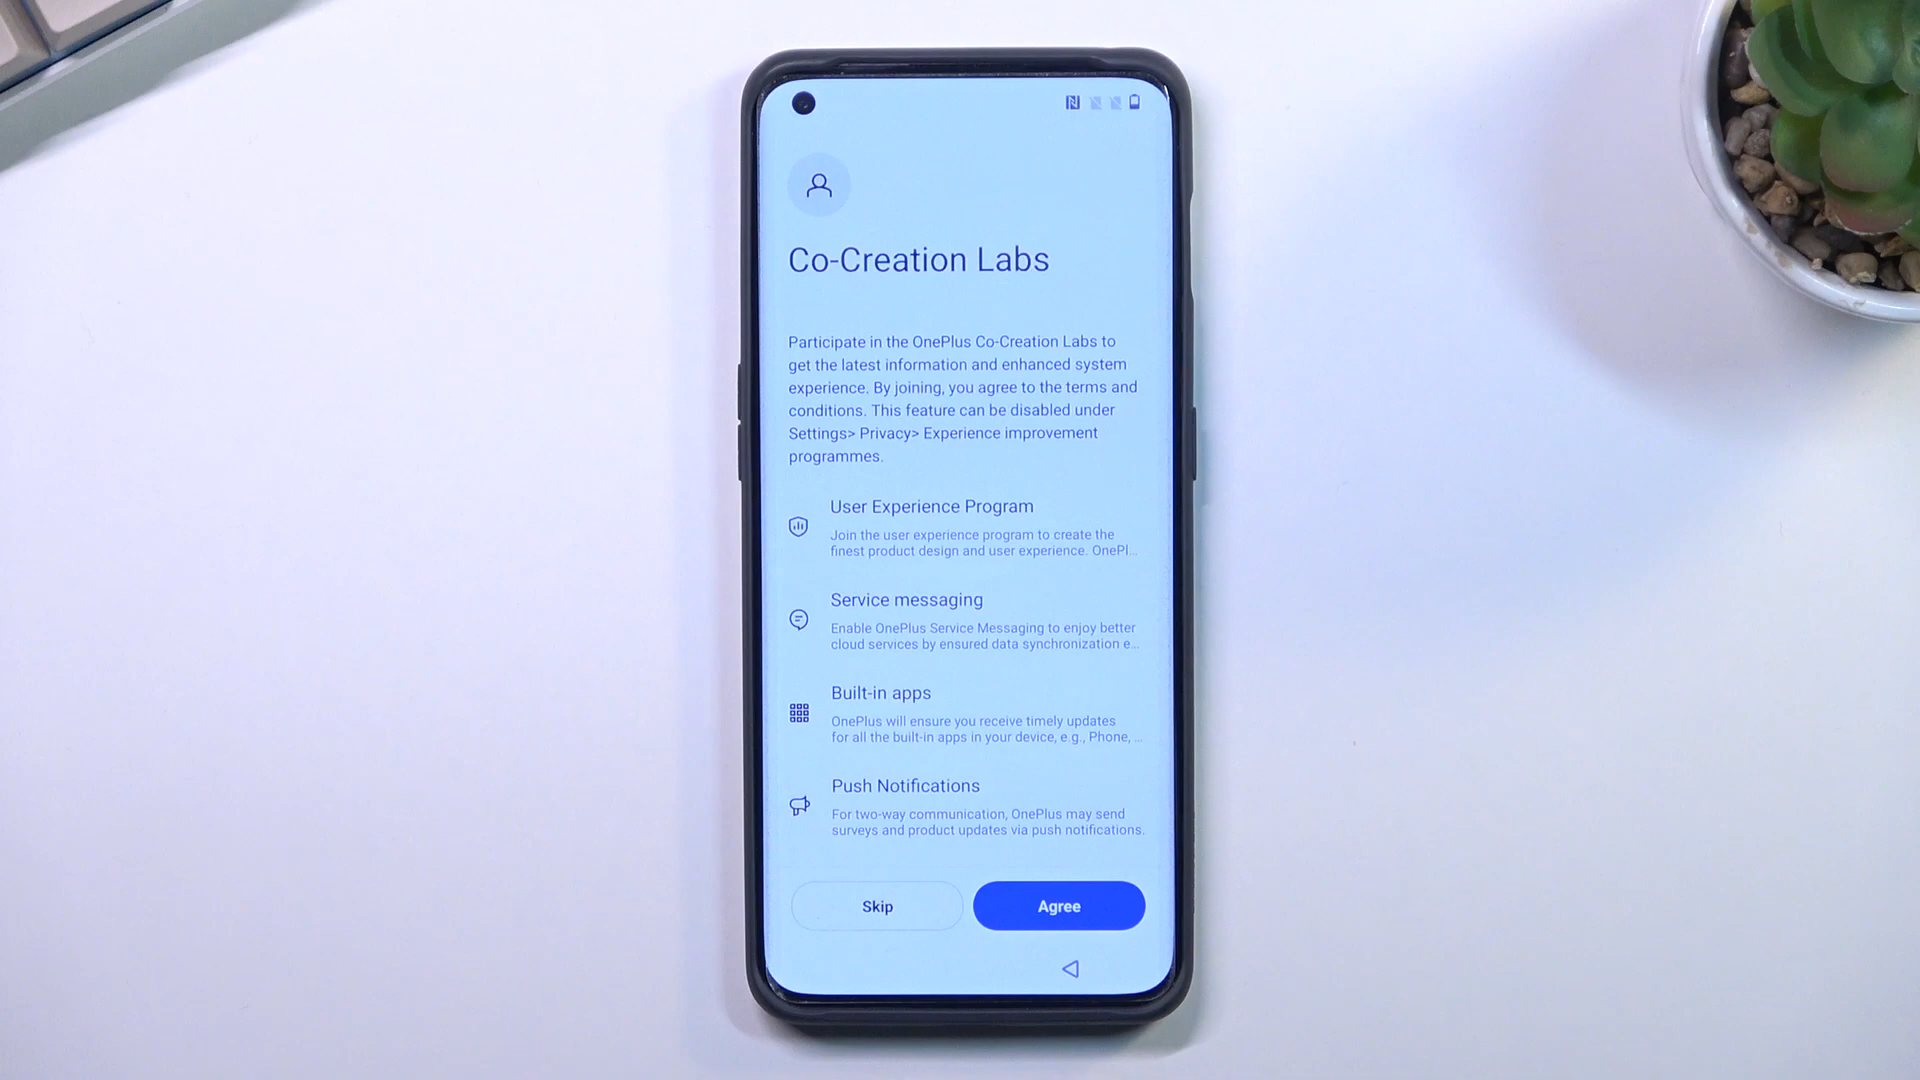 Co-Creation Labs
Participate in the OnePlus Co-Creation Labs to
get the latest information and enhanced system
experience. By joining, you agree to the terms and
conditions. This feature can be disabled under
Settings> Privacy> Experience improvement
programmes.
User Experience Program
Join the user experience program to create the
finest product design and user experience. OnePl...
Service messaging
Enable OnePlus Service Messaging to enjoy better
cloud services by ensured data synchronization e...
Built-in apps
OnePlus will ensure you receive timely updates
for all the built-in apps in your device, e.g., Phone, ...
Push Notifications
For two-way communication, OnePlus may send
surveys and product updates via push notifications.
Skip
Agree